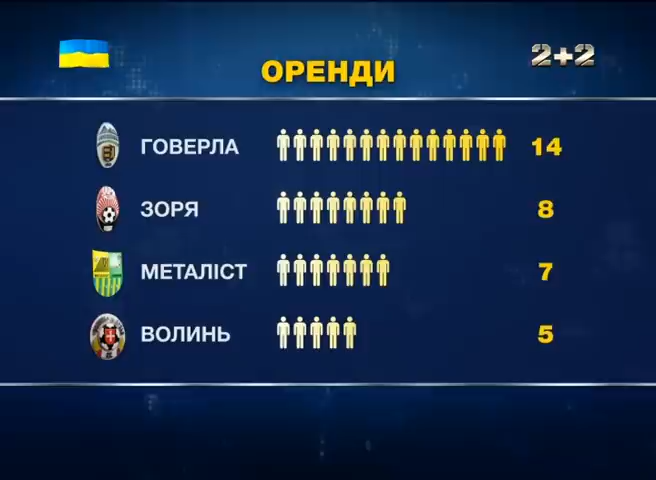 2+2
ОРЕНДИ
ГОВЕРЛА 14
ЗОРЯ 8
МЕТАЛІСТ 7
ВОЛИНЬ 5